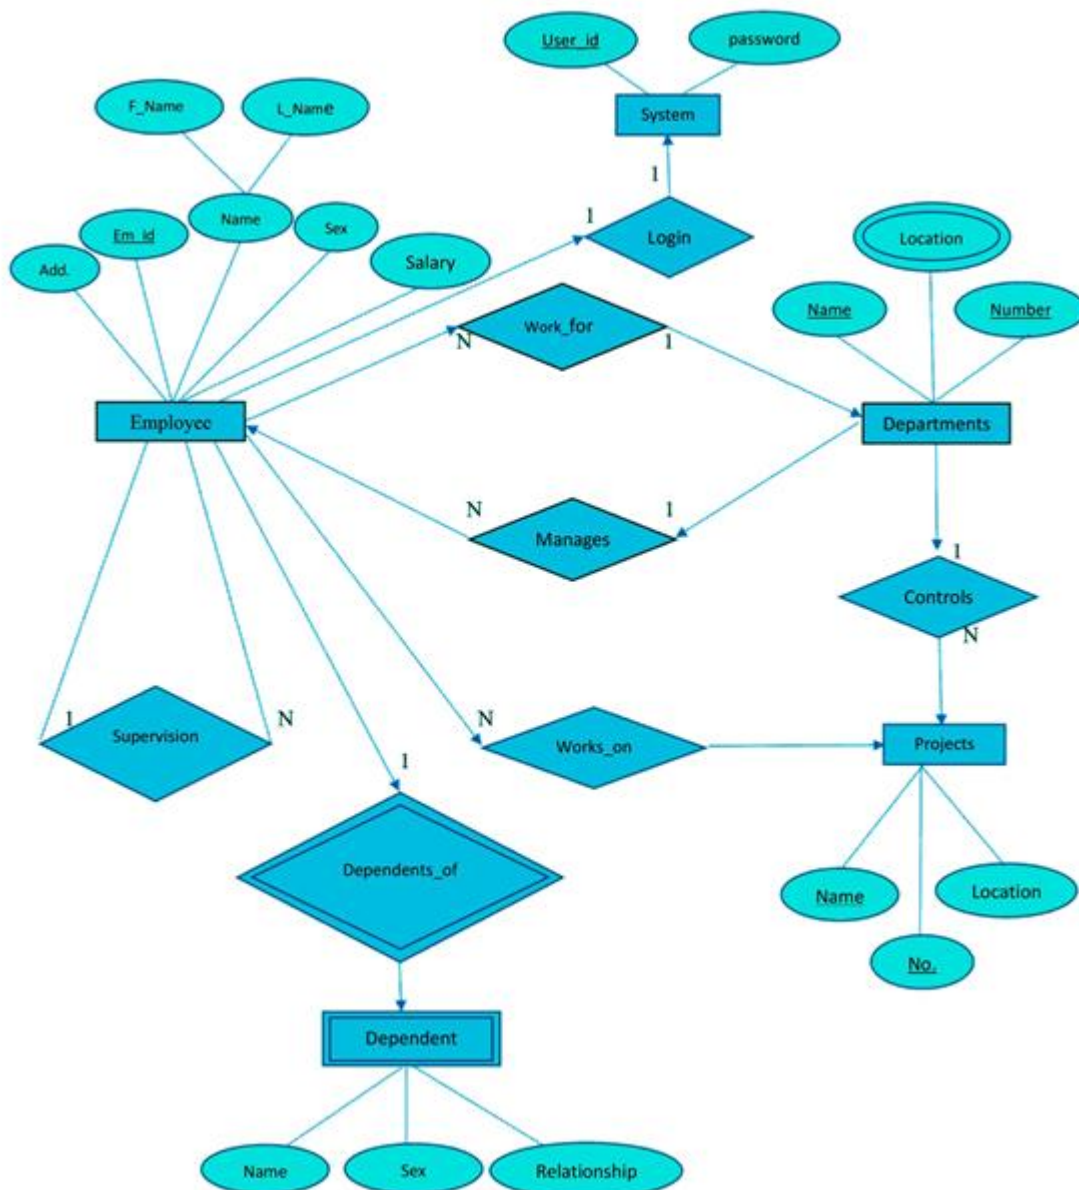 User_id
password
System
F_Name
L_Name
1
Em_id
Name
Sex
1
Login
Location
Add.
Salary
Name
Number
Work_for
N
1
Employee
Departments
N
1
Manages
1
Controls
N
1
N
N
Supervision
Works_on
Projects
1
Dependents_of
Name
Location
No.
Dependent
Name
Sex
Relationship